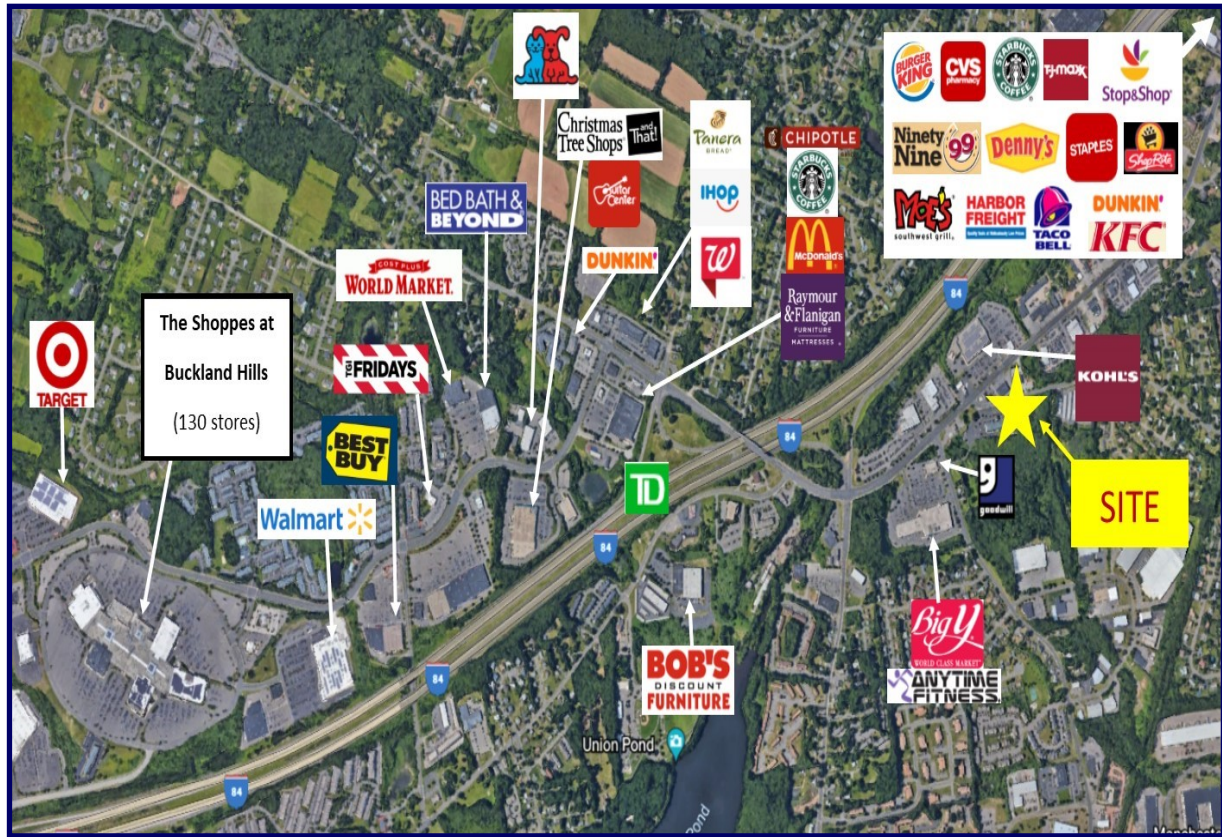 BURGER
KING
CVS
pharmacy
STARBUCKS
COFFEE
T.J.maxx
Stop&Shop
Ninety
Nine 99
Denny's
STAPLES
ShopRite
MOE'S
southwest grill
HARBOR
FREIGHT
TACO
BELL
DUNKIN'
KFC
Christmas
Tree Shops
and
That!
Guitar
Center
Panera
BREAD
IHOP
W
CHIPOTLE
STARBUCKS
COFFEE
McDonald's
Raymour
&Flanigan
FURNITURE
MATTRESSES
BED BATH &
BEYOND
DUNKIN'
COST PLUS
WORLD MARKET.
TGI
FRIDAYS
The Shoppes at
Buckland Hills
(130 stores)
TARGET
BEST
BUY
Walmart
TD
84
84
84
84
84
KOHL'S
goodwill
SITE
BOB'S
DISCOUNT
FURNITURE
Big Y
WORLD CLASS MARKET
ANYTIME
FITNESS
Union Pond
Pond